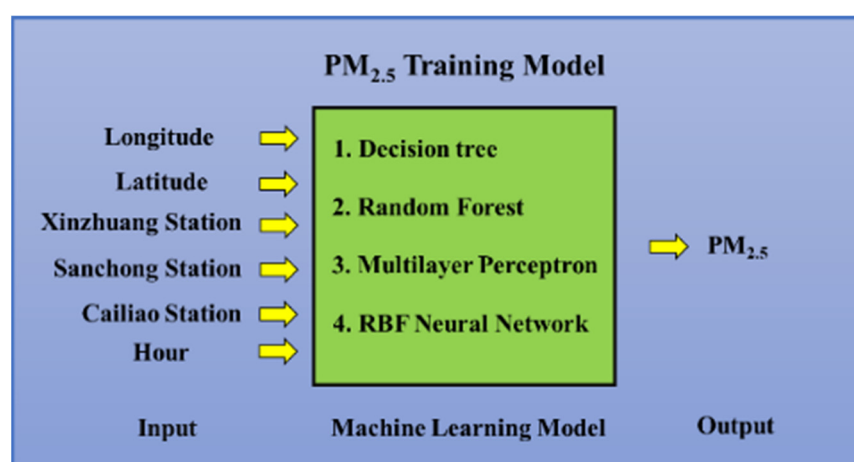 PM2.5 Training Model
Longitude
Latitude
Xinzhuang Station
Sanchong Station
Cailiao Station
Hour
1. Decision tree
2. Random Forest
3. Multilayer Perceptron
4. RBF Neural Network
PM2.5
Input
Machine Learning Model
Output